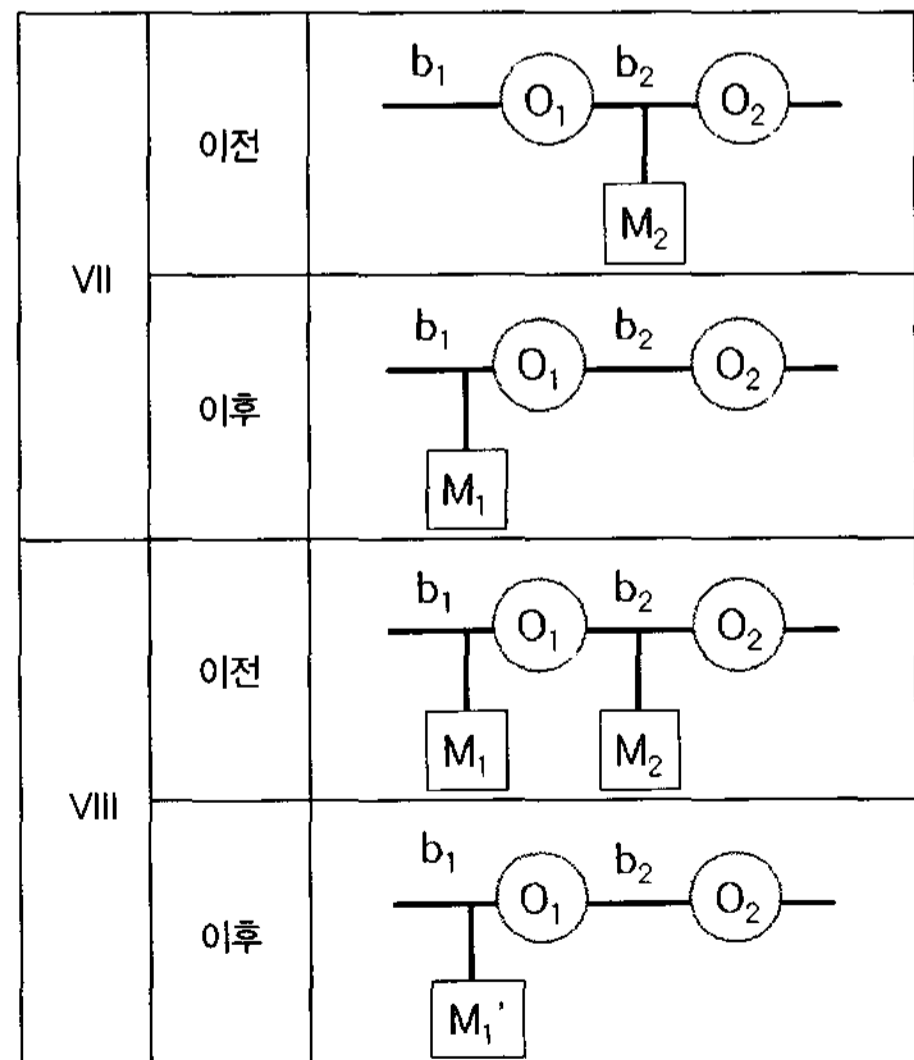 VII
이전
b₁ O₁ b₂ O₂
M₂
이후
b₁ O₁ b₂ O₂
M₁
VIII
이전
b₁ O₁ b₂ O₂
M₁ M₂
이후
b₁ O₁ b₂ O₂
M₁'